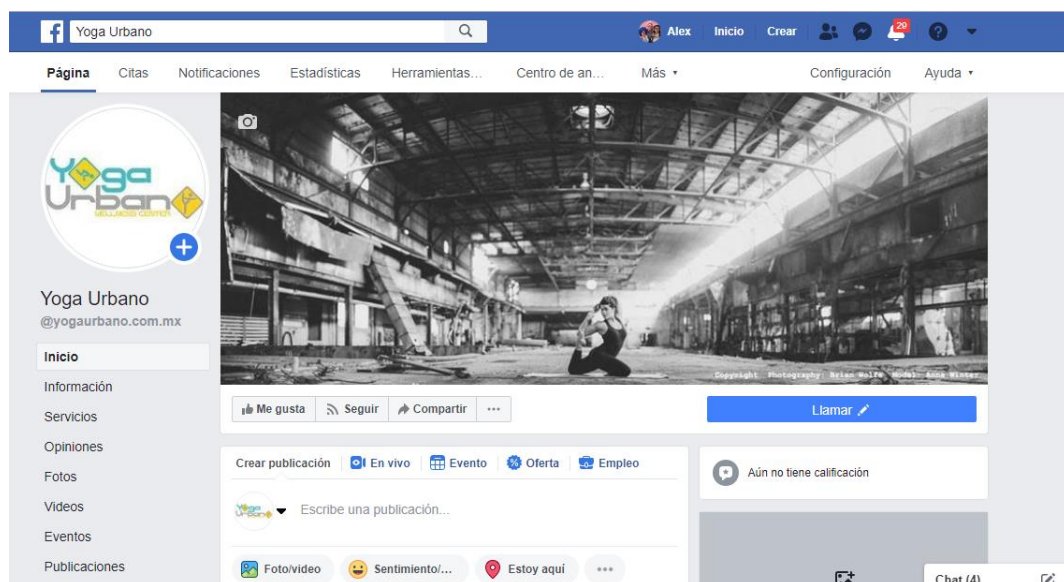 Yoga Urbano
Alex Inicio Crear 29
Página Citas Notificaciones Estadísticas Herramientas... Centro de an... Más Configuración Ayuda
Yoga
Urban
WELLNESS CENTER
Yoga Urbano
@yogaurbano.com.mx
Inicio
Información
Servicios
Opiniones
Fotos
Videos
Eventos
Publicaciones
Copyright Photography: Brian Wolfe Model: Anna Winter
Me gusta Seguir Compartir ...
Llamar
Crear publicación En vivo Evento Oferta Empleo
Escribe una publicación...
Foto/video Sentimiento/... Estoy aquí ...
Aún no tiene calificación
Chat (4)